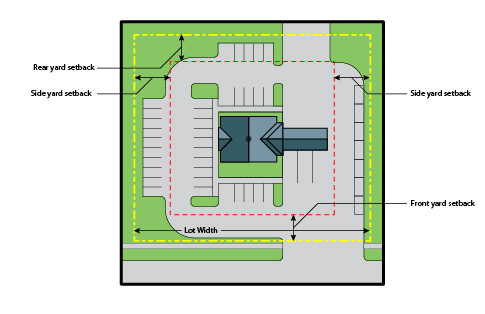 Rear yard setback
Side yard setback
Side yard setback
Front yard setback
Lot Width